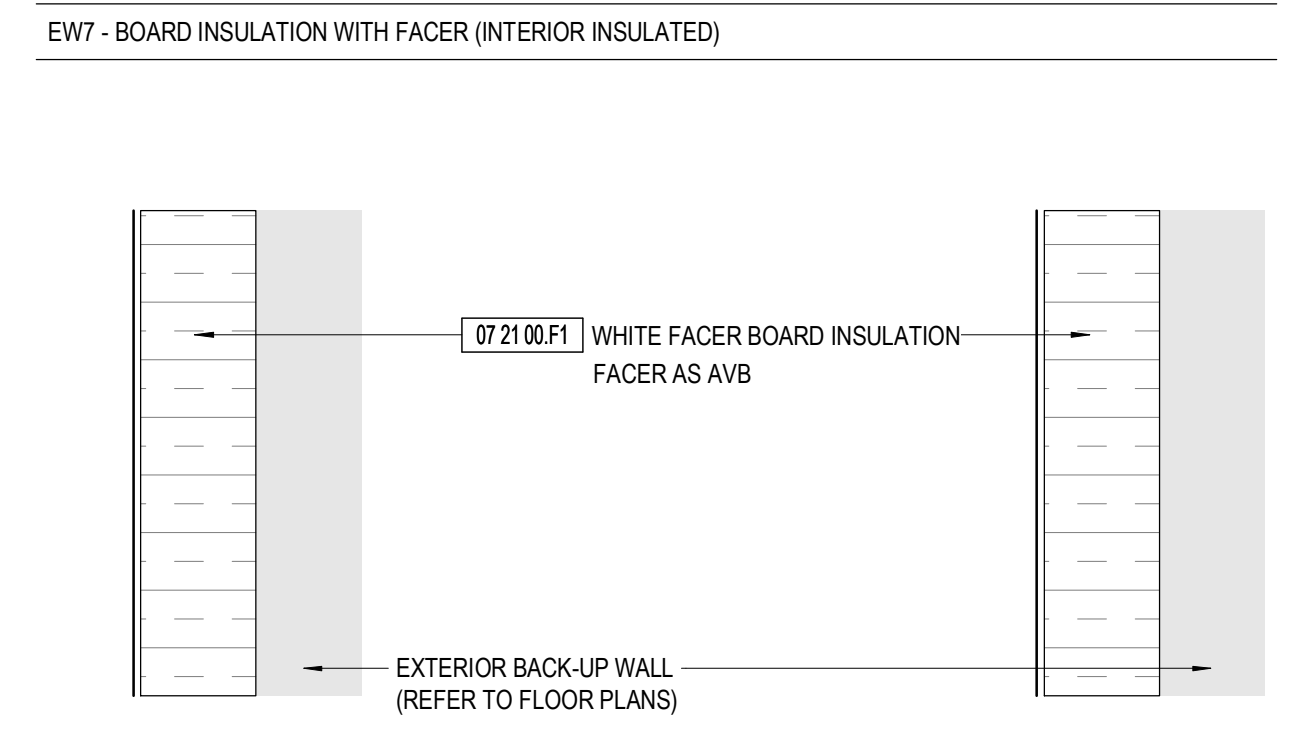 EW7 - BOARD INSULATION WITH FACER (INTERIOR INSULATED)
07 21 00.F1 WHITE FACER BOARD INSULATION
FACER AS AVB
EXTERIOR BACK-UP WALL
(REFER TO FLOOR PLANS)